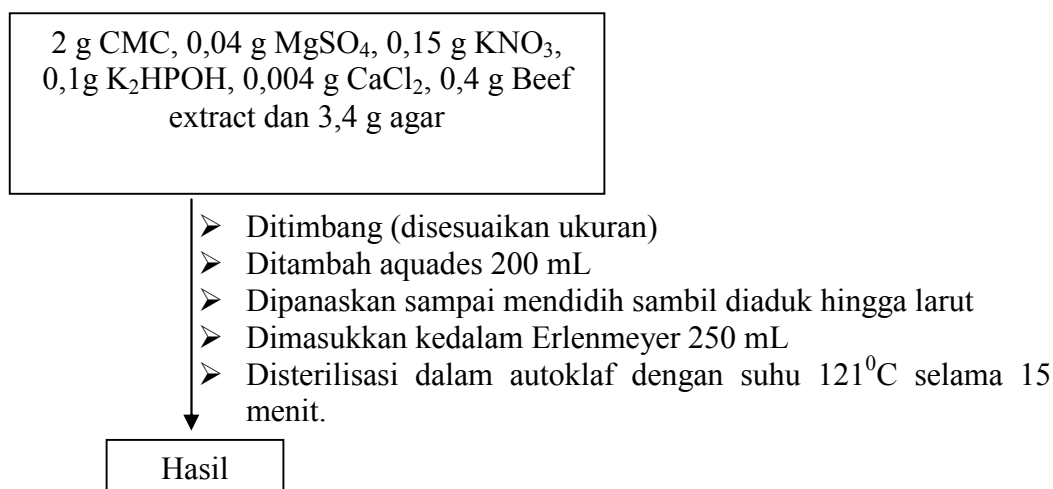 2 g CMC, 0,04 g MgSO₄, 0,15 g KNO₃,
0,1g K₂HPOH, 0,004 g CaCl₂, 0,4 g Beef
extract dan 3,4 g agar
➢ Ditimbang (disesuaikan ukuran)
➢ Ditambah aquades 200 mL
➢ Dipanaskan sampai mendidih sambil diaduk hingga larut
➢ Dimasukkan kedalam Erlenmeyer 250 mL
➢ Disterilisasi dalam autoklaf dengan suhu 121⁰C selama 15
menit.
Hasil